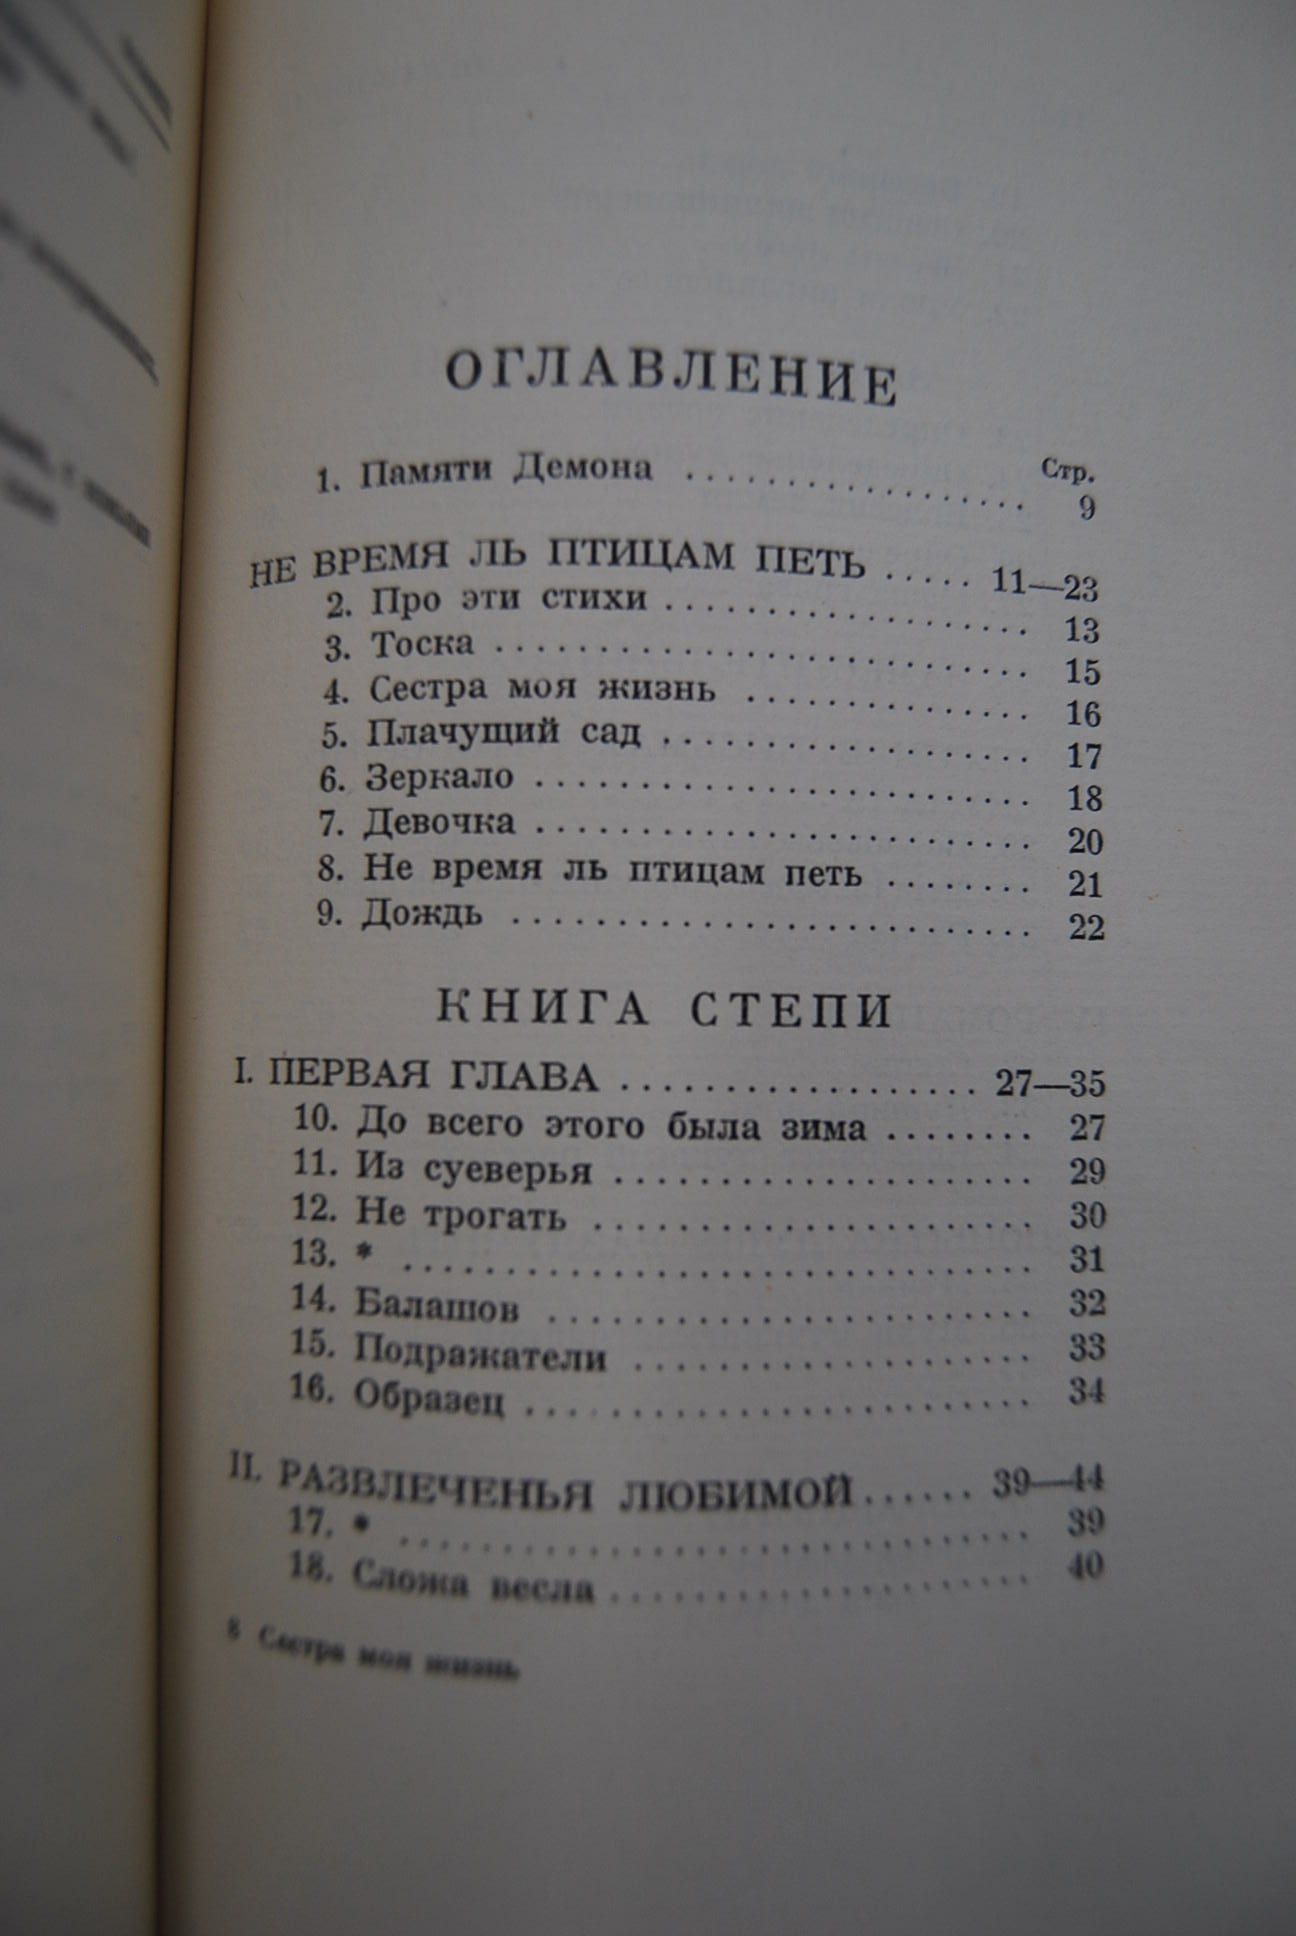 ОГЛАВЛЕНИЕ
Стр.
1. Памяти Демона .................. 9
НЕ ВРЕМЯ ЛЬ ПТИЦАМ ПЕТЬ ..... 11—23
2. Про эти стихи .................. 13
3. Тоска .......................... 15
4. Сестра моя жизнь .............. 16
5. Плачущий сад .................. 17
6. Зеркало ........................ 18
7. Девочка ........................ 20
8. Не время ль птицам петь ........ 21
9. Дождь ......................... 22
КНИГА СТЕПИ
I. ПЕРВАЯ ГЛАВА .................. 27—35
10. До всего этого была зима ........ 27
11. Из суеверья .................... 29
12. Не трогать ..................... 30
13. * .............................. 31
14. Балашов ........................ 32
15. Подражатели ................... 33
16. Образец ........................ 34
II. РАЗВЛЕЧЕНЬЯ ЛЮБИМОЙ ...... 39—44
17. * .............................. 39
18. Сложа весла .................... 40
8 Сестра моя жизнь